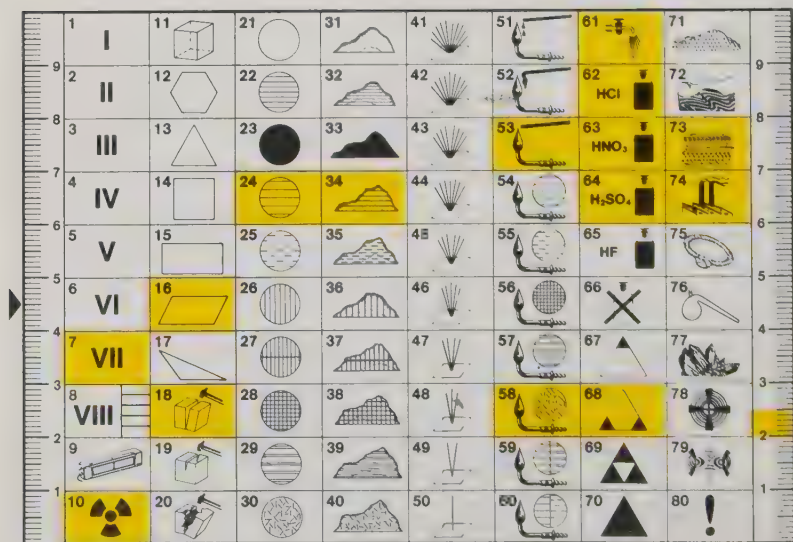 1 I 11 21 31 41 51 61 71
9 9
2 II 12 22 32 42 52 62 HCl 72
8 8
3 III 13 23 33 43 53 63 HNO₃ 73
7 7
4 IV 14 24 34 44 54 64 H₂SO₄ 74
6 6
5 V 15 25 35 45 55 65 HF 75
5 5
6 VI 16 26 36 46 56 66 76
4 4
7 VII 17 27 37 47 57 67 77
3 3
8 VIII 18 28 38 48 58 68 78
2 2
9 19 29 39 49 59 69 79
1 1
10 20 30 40 50 60 70 80 !